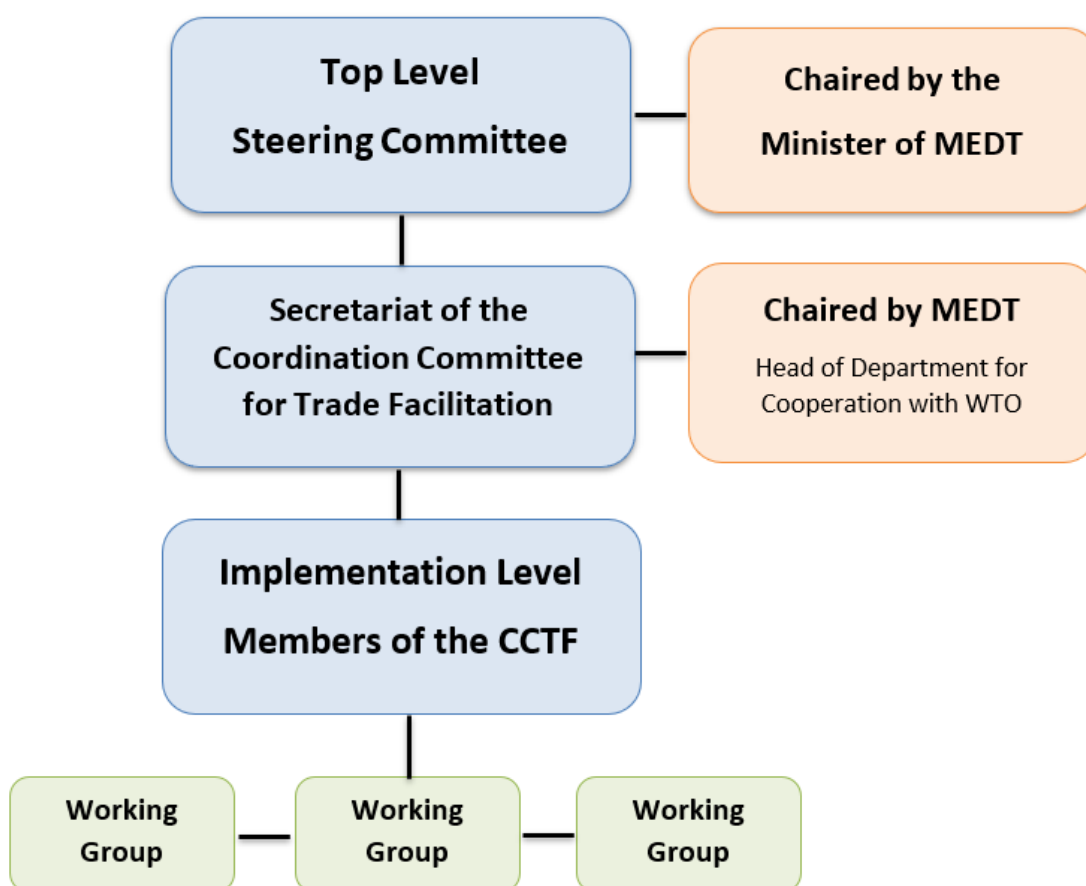 Top Level
Steering Committee
Chaired by the
Minister of MEDT
Secretariat of the
Coordination Committee
for Trade Facilitation
Chaired by MEDT
Head of Department for
Cooperation with WTO
Implementation Level
Members of the CCTF
Working
Group
Working
Group
Working
Group